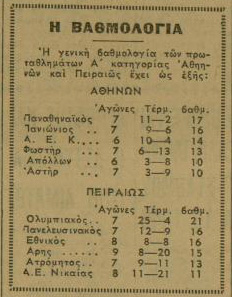 Η ΒΑΘΜΟΛΟΓΙΑ
Ἡ γενική βαθμολογία τῶν πρω-
ταθλημάτων Α΄ κατηγορίας Ἀθη-
νῶν καί Πειραιῶς ἔχει ὡς ἑξῆς:
ΑΘΗΝΩΝ
Ἀγῶνες Τέρμ. βαθμ.
Παναθηναϊκός 7 11—2 17
Πανιώνιος .. 7 9—6 16
Α. Ε. Κ.... 6 10—4 14
Φωστήρ ... 7 6—13 13
Ἀπόλλων .. 6 3—8 10
Ἀστήρ .... 7 3—9 10
ΠΕΙΡΑΙΩΣ
Ἀγῶνες Τέρμ. βαθμ.
Ὀλυμπιακός.. 7 25—4 21
Πανελευσινακός 7 12—9 16
Ἐθνικός .. 8 8—8 16
Ἄρης .... 9 8—20 15
Ἀτρόμητος.. 7 9—11 13
Α.Ε. Νικαίας 8 11—21 11